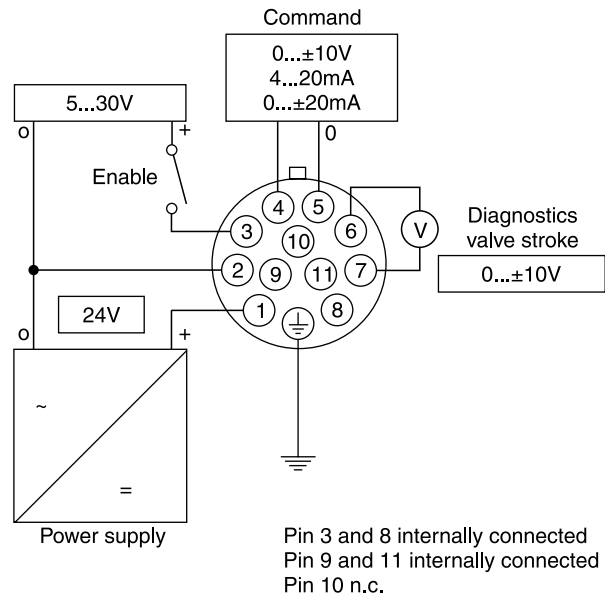 Command
0...±10V
4...20mA
0...±20mA
5...30V
o
+
0
Enable
4
5
3
6
10
V
Diagnostics
valve stroke
2
9
11
7
0...±10V
24V
1
8
o
+
~
=
Power supply
Pin 3 and 8 internally connected
Pin 9 and 11 internally connected
Pin 10 n.c.